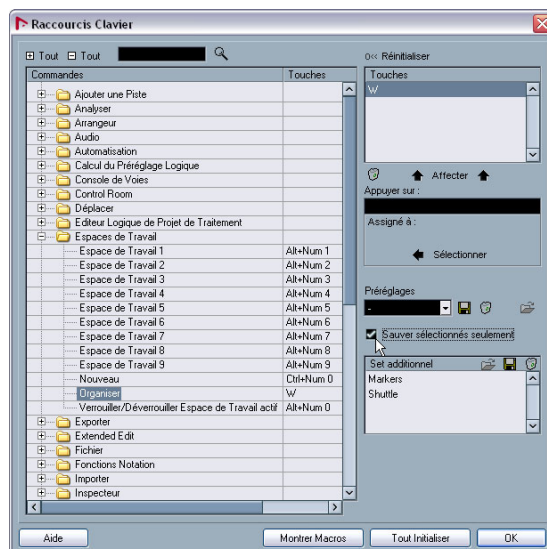 Raccourcis Clavier
Tout Tout
Réinitialiser
Commandes Touches
Ajouter une Piste
Analyser
Arrangeur
Audio
Automatisation
Calcul du Préréglage Logique
Console de Voies
Control Room
Déplacer
Editeur Logique de Projet de Traitement
Espaces de Travail
Espace de Travail 1 Alt+Num 1
Espace de Travail 2 Alt+Num 2
Espace de Travail 3 Alt+Num 3
Espace de Travail 4 Alt+Num 4
Espace de Travail 5 Alt+Num 5
Espace de Travail 6 Alt+Num 6
Espace de Travail 7 Alt+Num 7
Espace de Travail 8 Alt+Num 8
Espace de Travail 9 Alt+Num 9
Nouveau Ctrl+Num 0
Organiser W
Verrouiller/Déverrouiller Espace de Travail actif Alt+Num 0
Exporter
Extended Edit
Fichier
Fonctions Notation
Importer
Inspecteur
Touches
W
Affecter
Appuyer sur :
Assigné à :
Sélectionner
Préréglages
-
Sauver sélectionnés seulement
Set additionnel
Markers
Shuttle
Aide Montrer Macros Tout Initialiser OK